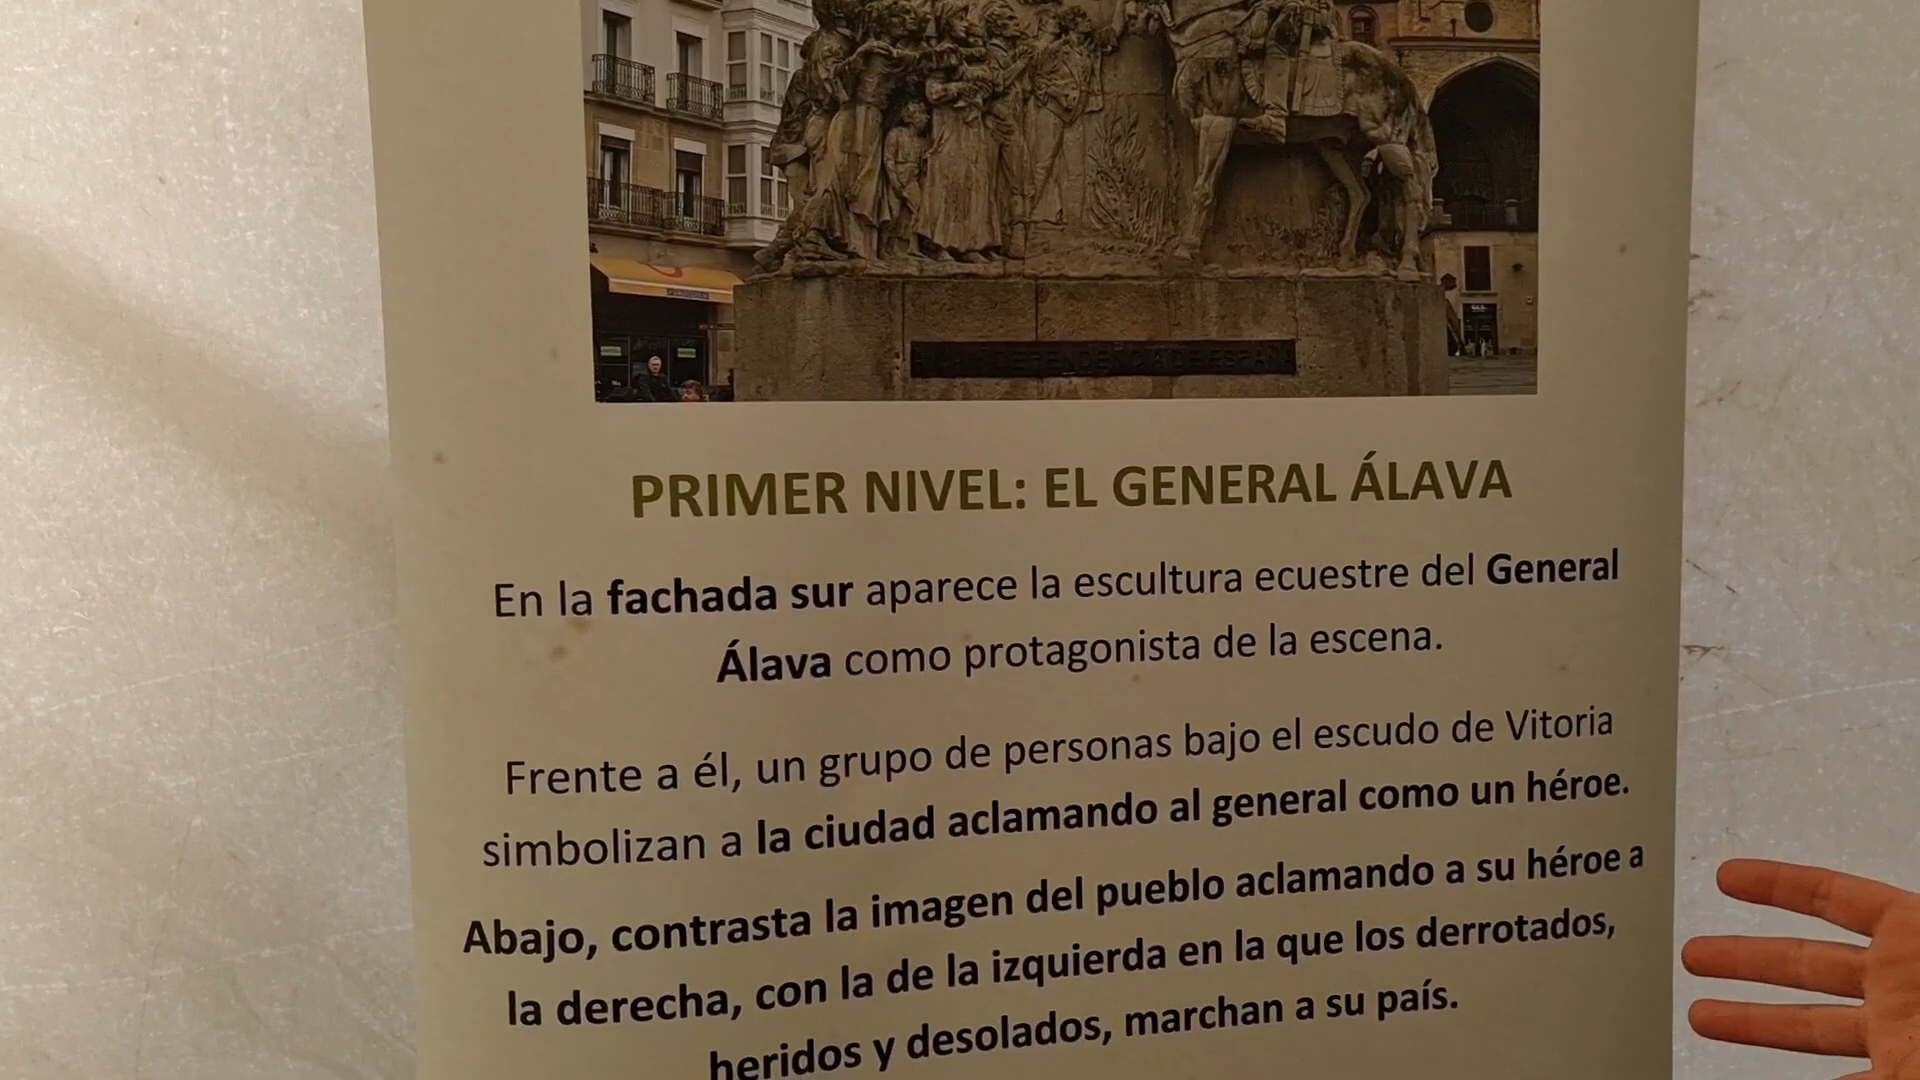 PRIMER NIVEL: EL GENERAL ÁLAVA
En la fachada sur aparece la escultura ecuestre del General
Álava como protagonista de la escena.
Frente a él, un grupo de personas bajo el escudo de Vitoria
simbolizan a la ciudad aclamando al general como un héroe.
Abajo, contrasta la imagen del pueblo aclamando a su héroe a
la derecha, con la de la izquierda en la que los derrotados,
heridos y desolados, marchan a su país.